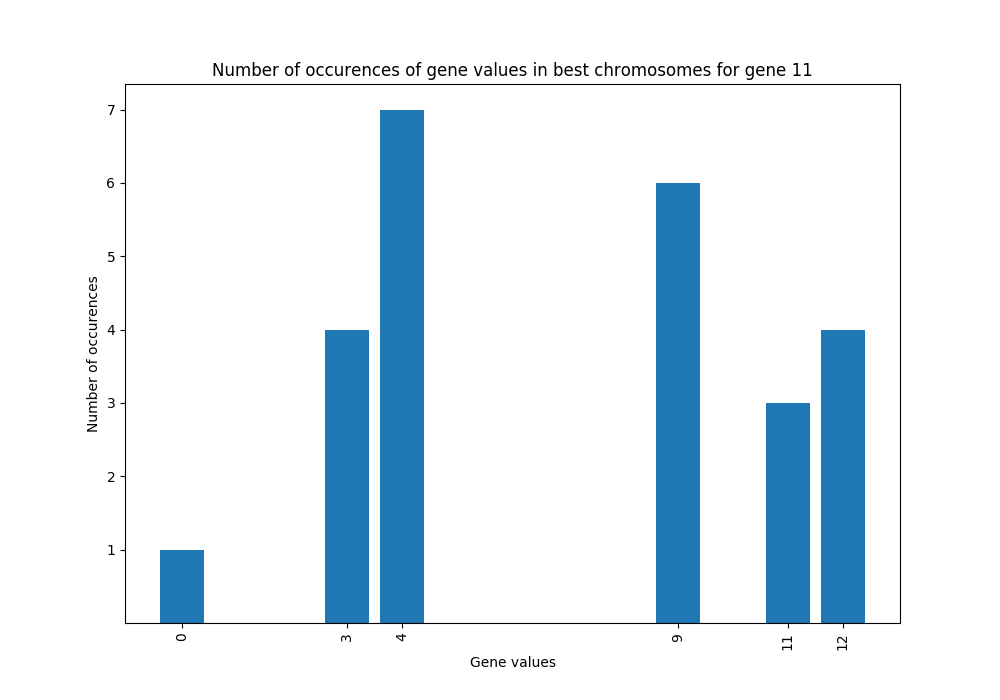 Number of occurences of gene values in best chromosomes for gene 11
7
6
5
4
3
2
1
Number of occurences
0 3 4 9 11 12
Gene values